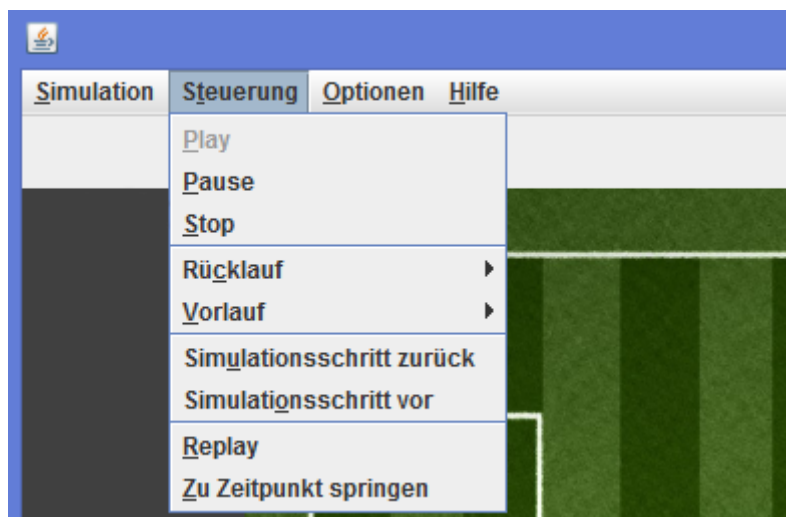 Simulation Steuerung Optionen Hilfe
Play
Pause
Stop
Rücklauf
Vorlauf
Simulationsschritt zurück
Simulationsschritt vor
Replay
Zu Zeitpunkt springen